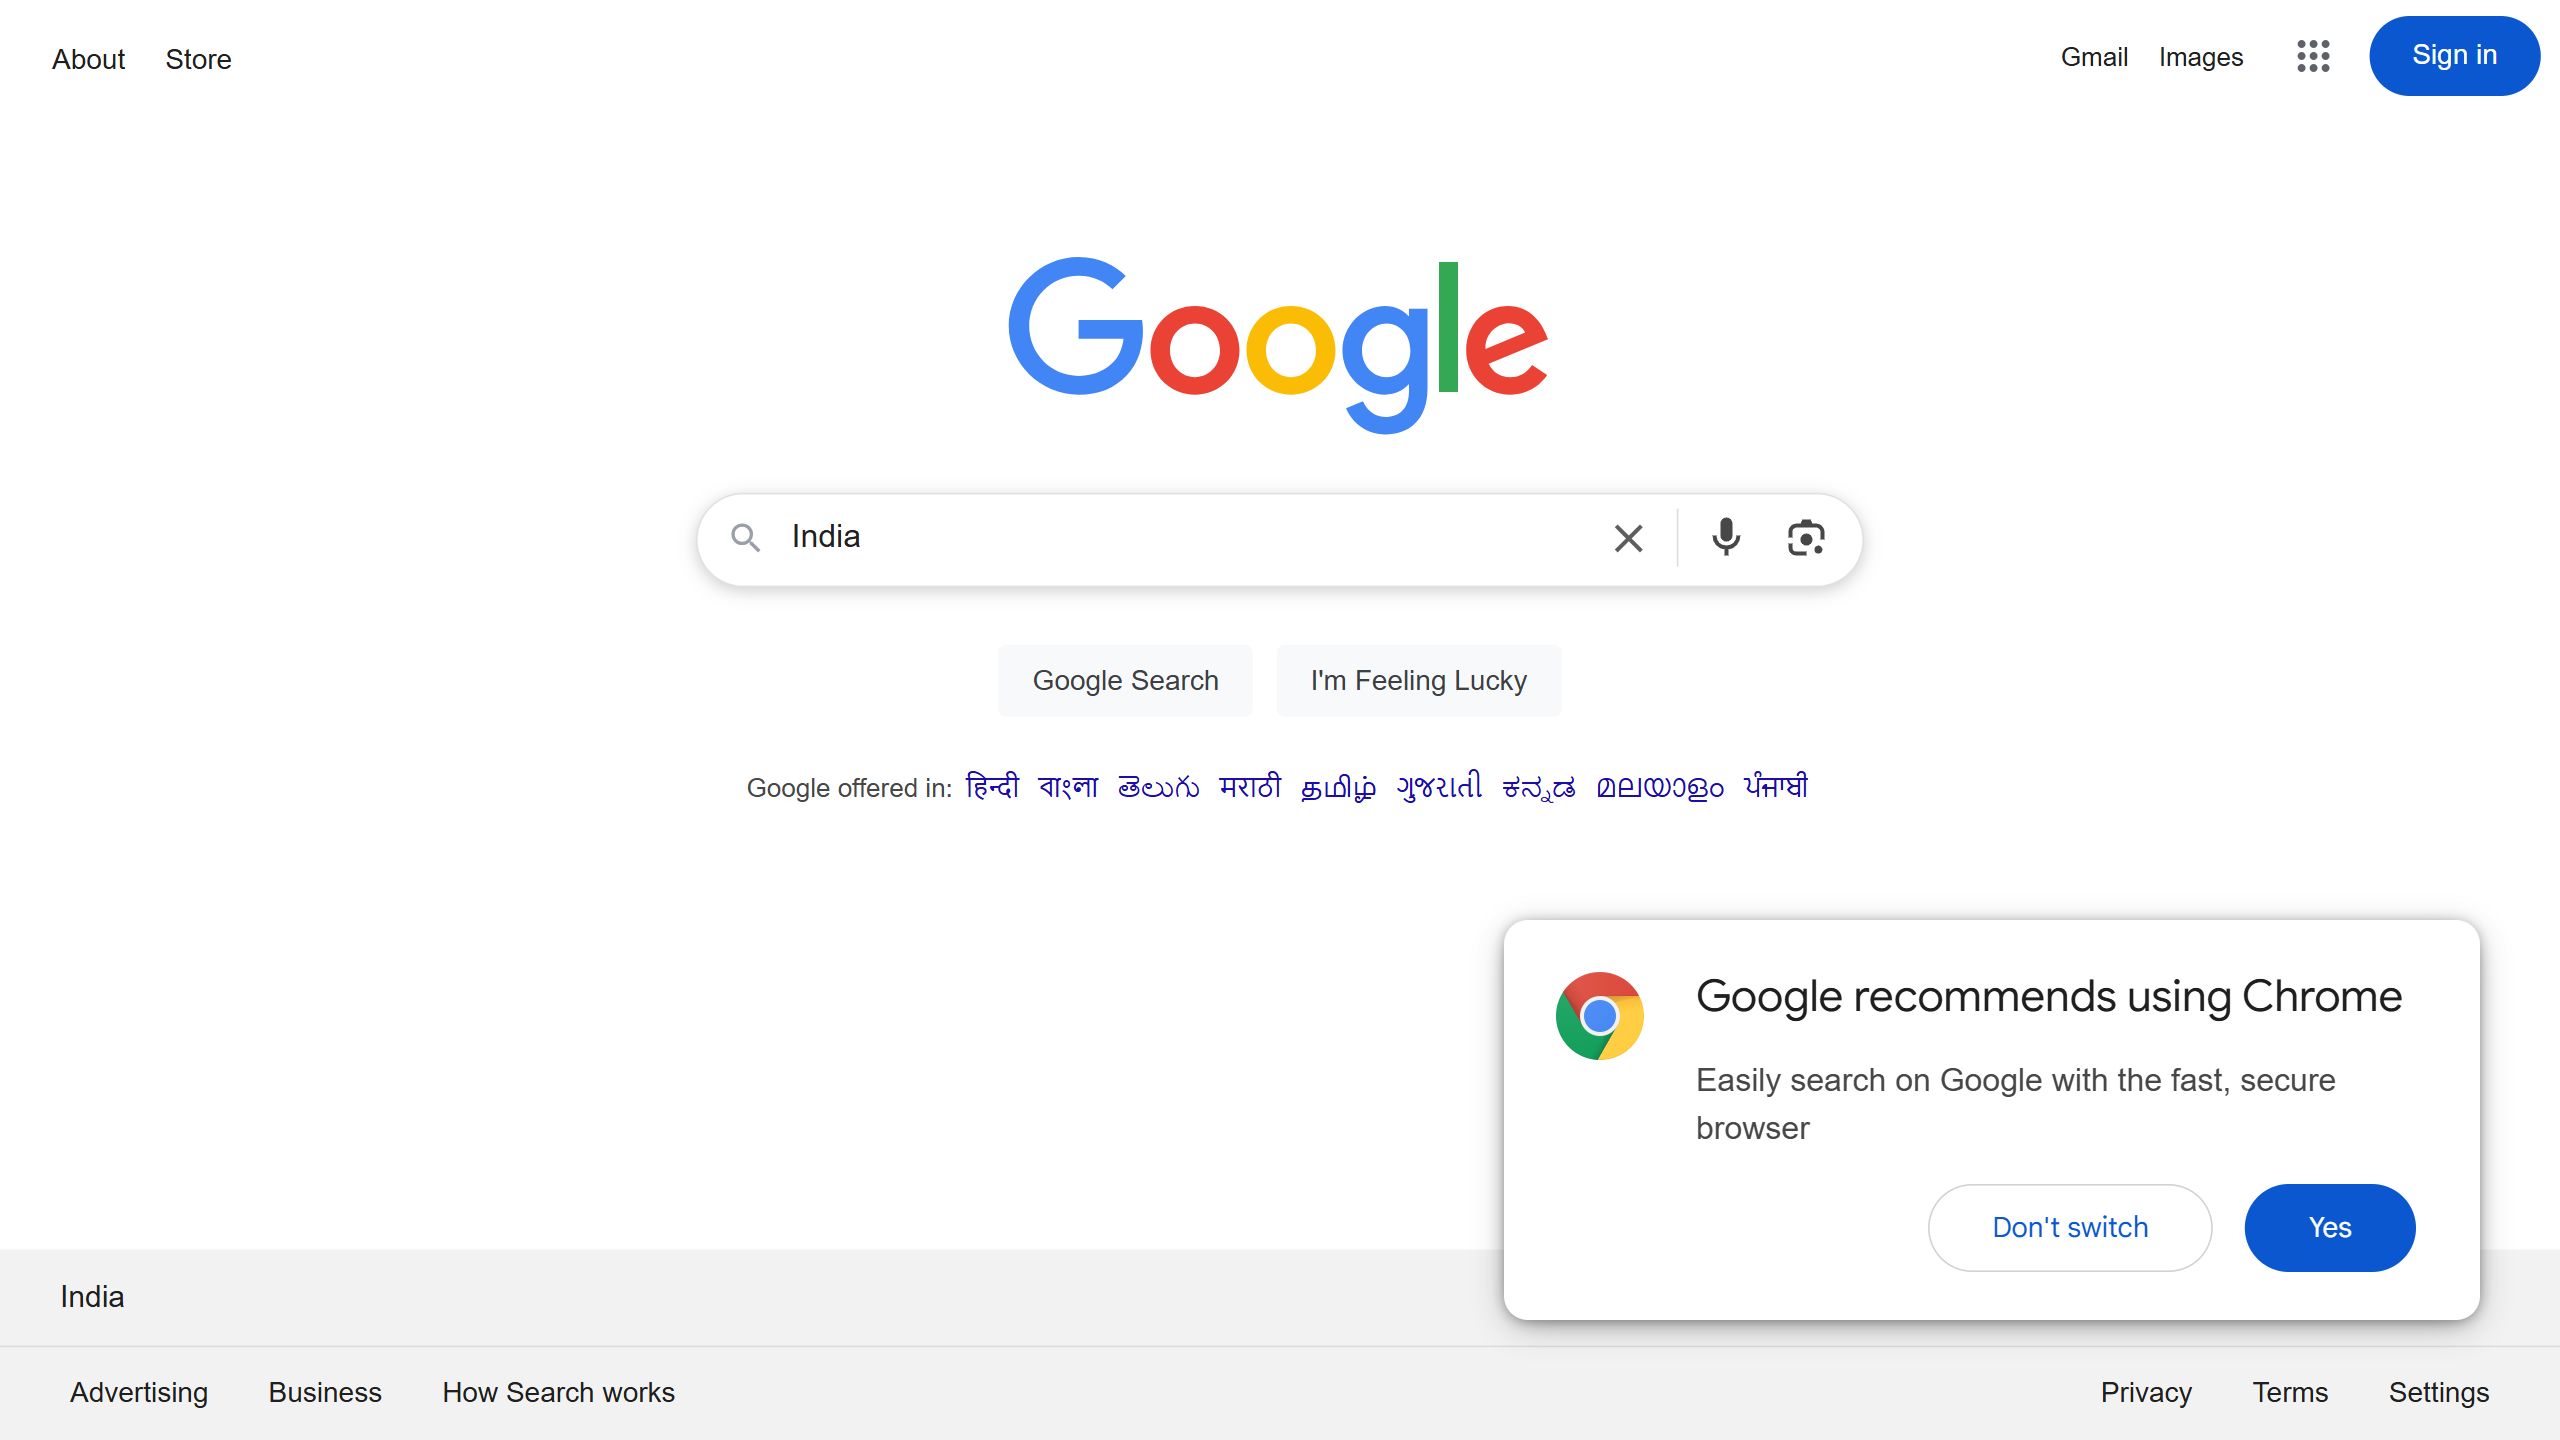 About Store Gmail Images Sign in
Google
India
Google Search I'm Feeling Lucky
Google offered in: हिन्दी বাংলা తెలుగు मराठी தமிழ் ગુજરાતી ಕನ್ನಡ മലയാളം ਪੰਜਾਬੀ
Google recommends using Chrome
Easily search on Google with the fast, secure
browser
Don't switch Yes
India
Advertising Business How Search works Privacy Terms Settings